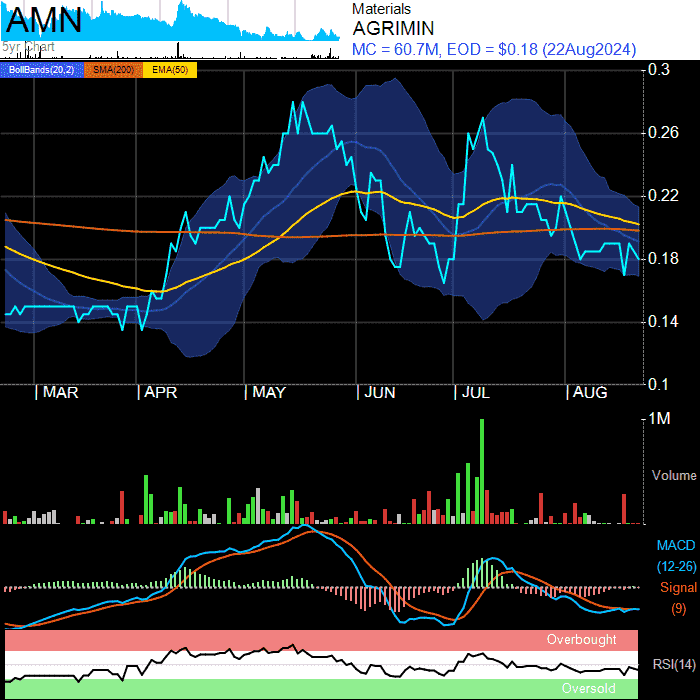 AMN
5yr Chart
Materials
AGRIMIN
MC = 60.7M, EOD = $0.18 (22Aug2024)
BollBands(20,2) SMA(200) EMA(50)
0.3
0.26
0.22
0.18
0.14
0.1
MAR APR MAY JUN JUL AUG
1M
Volume
MACD
(12-26)
Signal
(9)
Overbought
RSI(14)
Oversold